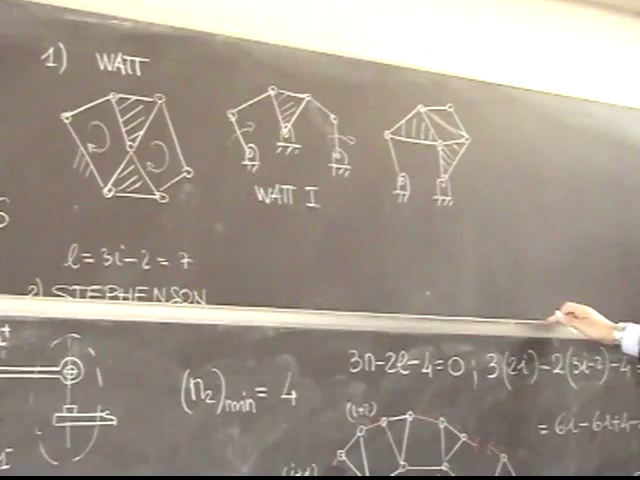 1) WATT
WATT I
l = 3i-2 = 7
2) STEPHENSON
3n-2l-4=0 ; 3(2i)-2(3i-2)-4
(n₂)min = 4
= 6i-6i+4-
(i+i)